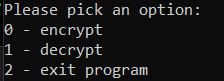 Please pick an option:
0 - encrypt
1 - decrypt
2 - exit program